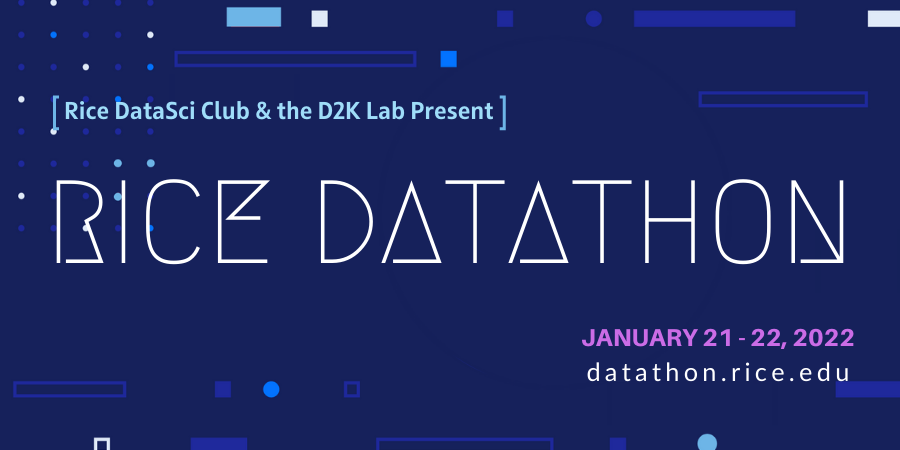 [ Rice DataSci Club & the D2K Lab Present ]
RICE DATATHON
JANUARY 21 - 22, 2022
datathon.rice.edu